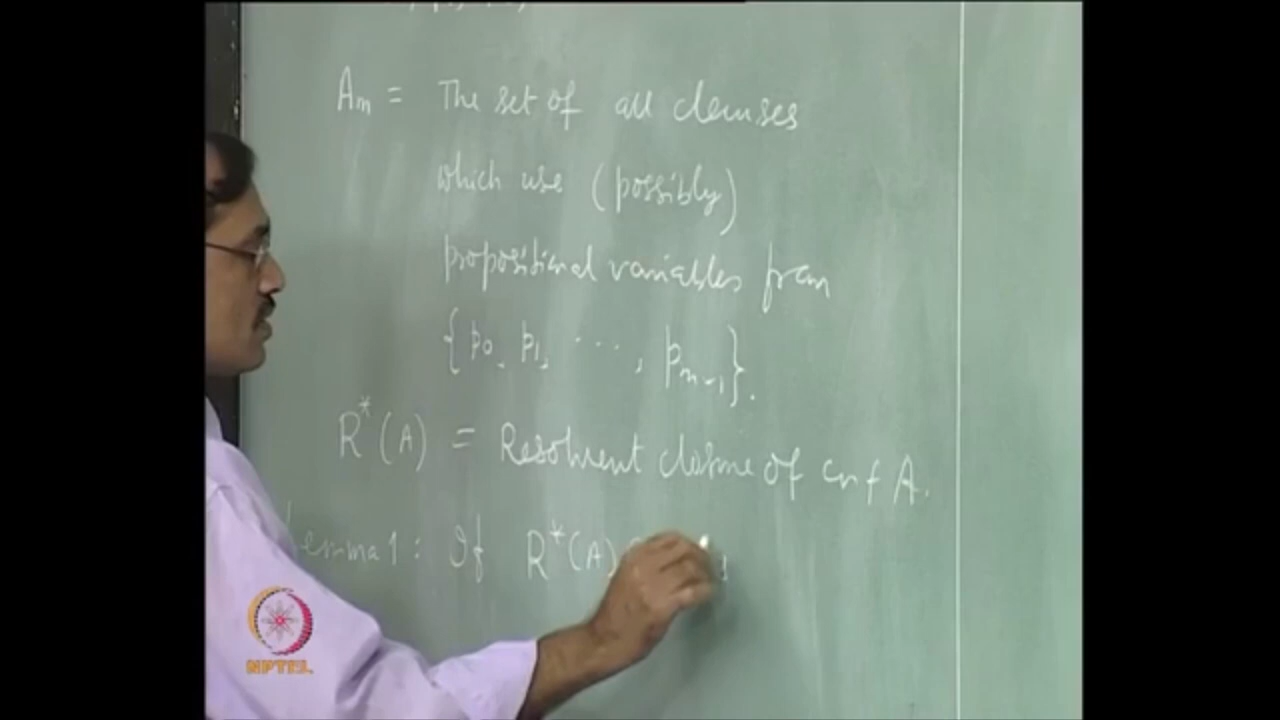 Am = The set of all clauses
which use (possibly)
propositional variables from
{p0, p1, ..., pm-1}.
R*(A) = Resolvent closure of cnf A.
Lemma 1: If R*(A)
NPTEL